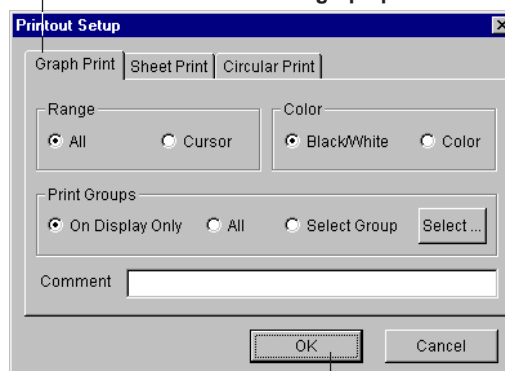 Printout Setup
Graph Print Sheet Print Circular Print
Range Color
All Cursor Black/White Color
Print Groups
On Display Only All Select Group Select ...
Comment
OK Cancel